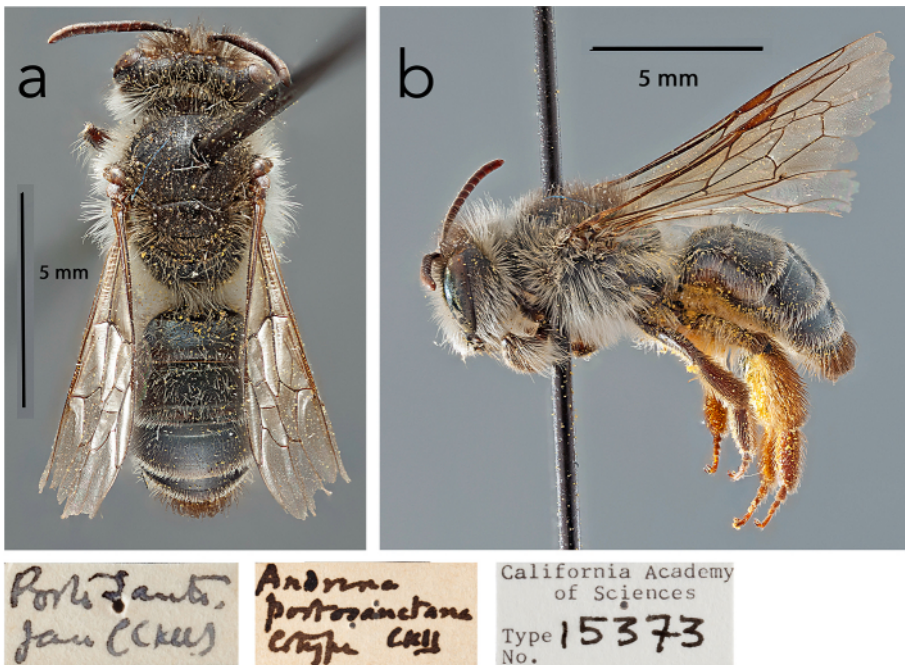 a
b
5 mm
5 mm
Porto Santo.
Jan (Ckll)
Andrena
portosanctana
Cotype Ckll
California Academy
of Sciences
Type No. 15373